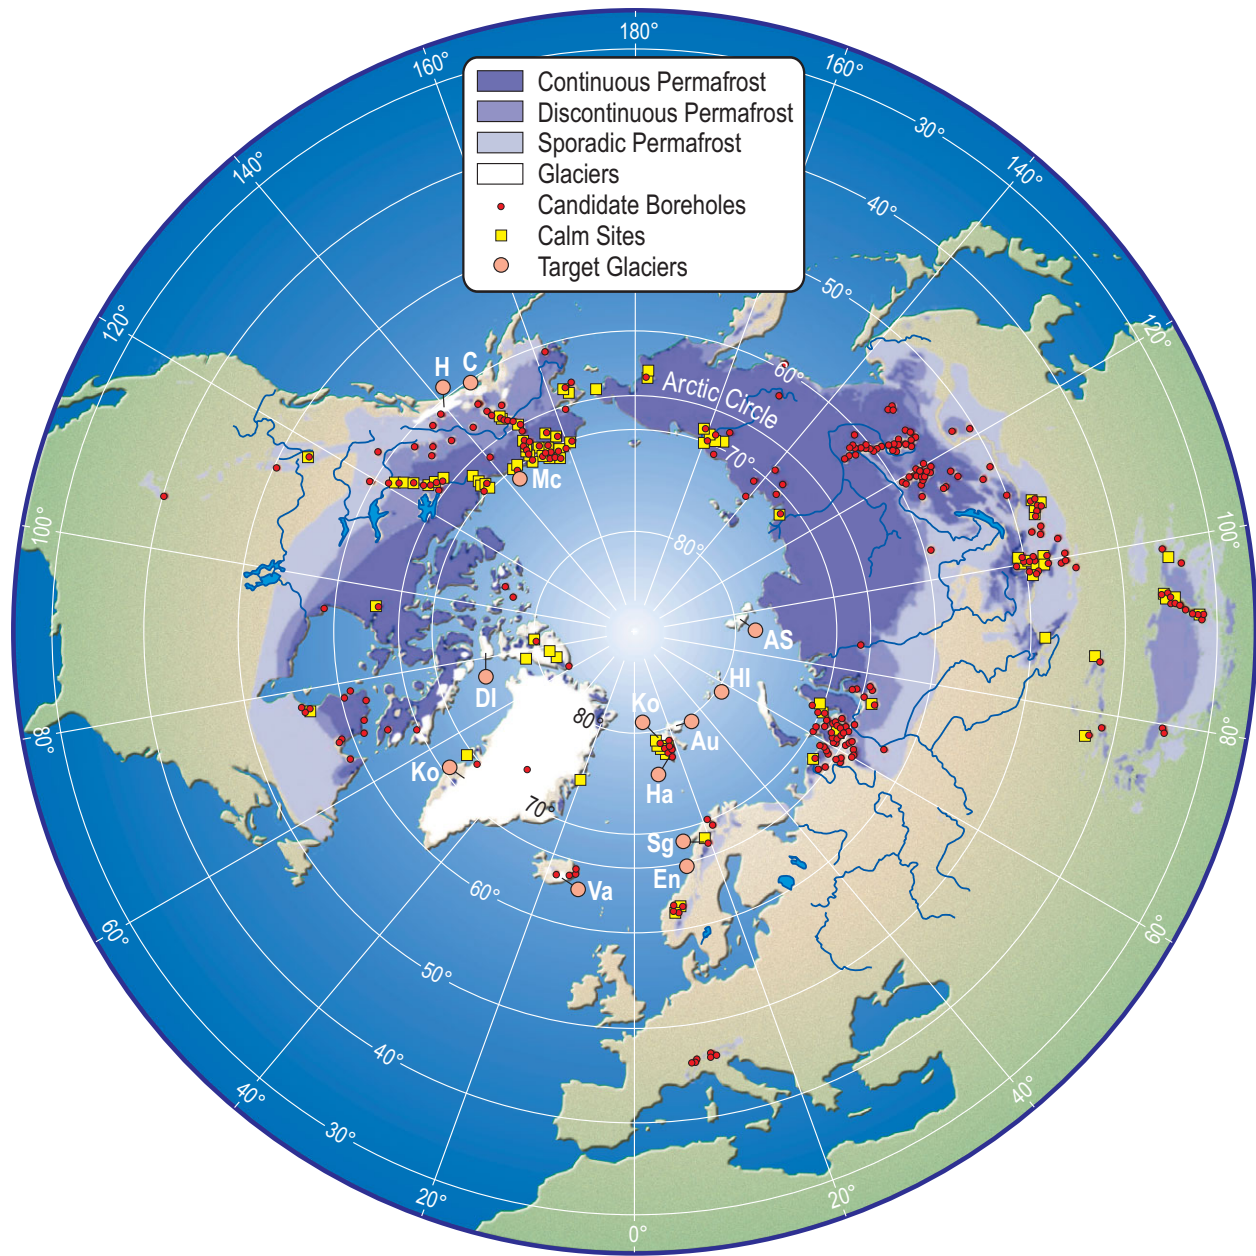 180°
160°
160°
Continuous Permafrost
Discontinuous Permafrost
Sporadic Permafrost
Glaciers
Candidate Boreholes
Calm Sites
Target Glaciers
30°
140°
140°
40°
50°
120°
120°
H
C
60°
Arctic Circle
70°
Mc
100°
100°
80°
AS
HI
DI
Ko
80°
Au
80°
80°
Ko
Ha
70°
Sg
En
Va
60°
60°
60°
50°
40°
40°
40°
30°
20°
20°
0°